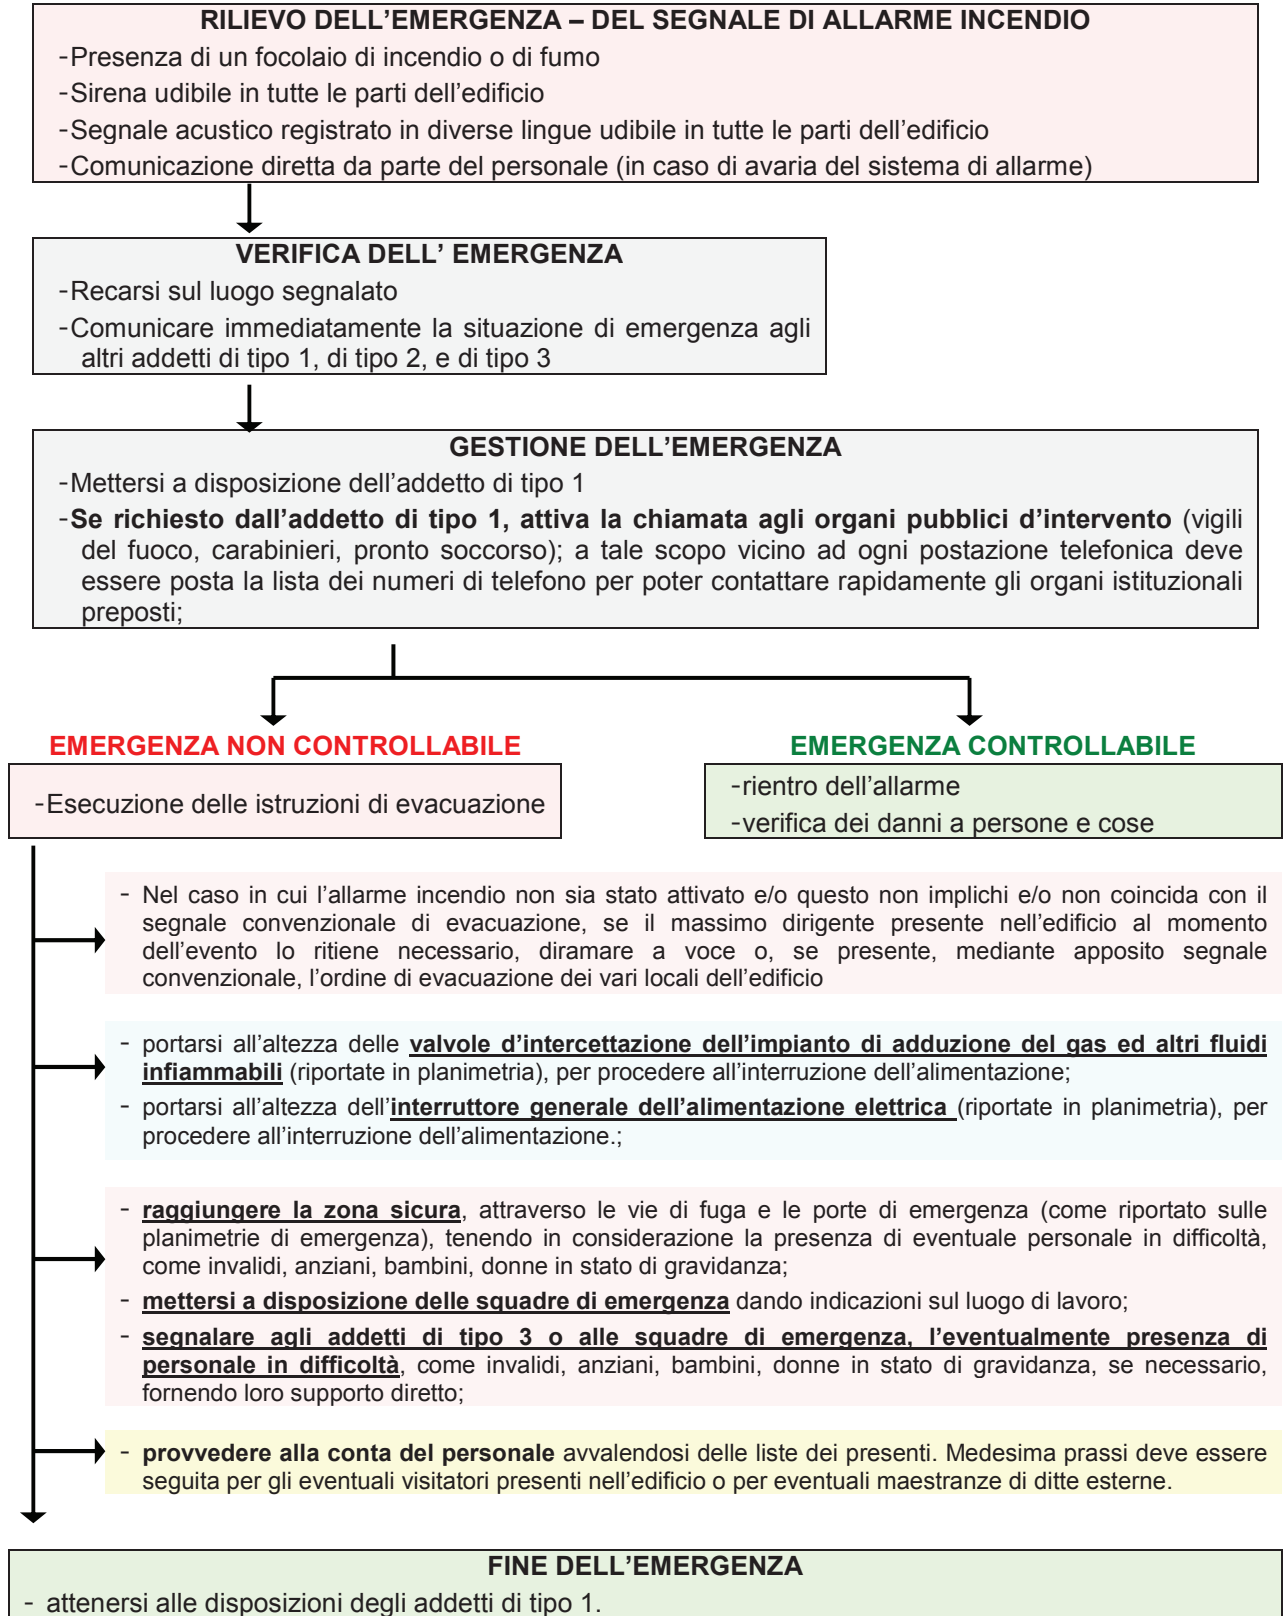 RILIEVO DELL’EMERGENZA – DEL SEGNALE DI ALLARME INCENDIO
-Presenza di un focolaio di incendio o di fumo
-Sirena udibile in tutte le parti dell’edificio
-Segnale acustico registrato in diverse lingue udibile in tutte le parti dell’edificio
-Comunicazione diretta da parte del personale (in caso di avaria del sistema di allarme)
VERIFICA DELL’ EMERGENZA
-Recarsi sul luogo segnalato
-Comunicare immediatamente la situazione di emergenza agli
altri addetti di tipo 1, di tipo 2, e di tipo 3
GESTIONE DELL’EMERGENZA
-Mettersi a disposizione dell’addetto di tipo 1
-Se richiesto dall’addetto di tipo 1, attiva la chiamata agli organi pubblici d’intervento (vigili
del fuoco, carabinieri, pronto soccorso); a tale scopo vicino ad ogni postazione telefonica deve
essere posta la lista dei numeri di telefono per poter contattare rapidamente gli organi istituzionali
preposti;
EMERGENZA NON CONTROLLABILE
-Esecuzione delle istruzioni di evacuazione
EMERGENZA CONTROLLABILE
-rientro dell’allarme
-verifica dei danni a persone e cose
- Nel caso in cui l’allarme incendio non sia stato attivato e/o questo non implichi e/o non coincida con il
segnale convenzionale di evacuazione, se il massimo dirigente presente nell’edificio al momento
dell’evento lo ritiene necessario, diramare a voce o, se presente, mediante apposito segnale
convenzionale, l’ordine di evacuazione dei vari locali dell’edificio
- portarsi all’altezza delle valvole d’intercettazione dell’impianto di adduzione del gas ed altri fluidi
infiammabili (riportate in planimetria), per procedere all’interruzione dell’alimentazione;
- portarsi all’altezza dell’interruttore generale dell’alimentazione elettrica (riportate in planimetria), per
procedere all’interruzione dell’alimentazione.;
- raggiungere la zona sicura, attraverso le vie di fuga e le porte di emergenza (come riportato sulle
planimetrie di emergenza), tenendo in considerazione la presenza di eventuale personale in difficoltà,
come invalidi, anziani, bambini, donne in stato di gravidanza;
- mettersi a disposizione delle squadre di emergenza dando indicazioni sul luogo di lavoro;
- segnalare agli addetti di tipo 3 o alle squadre di emergenza, l’eventualmente presenza di
personale in difficoltà, come invalidi, anziani, bambini, donne in stato di gravidanza, se necessario,
fornendo loro supporto diretto;
- provvedere alla conta del personale avvalendosi delle liste dei presenti. Medesima prassi deve essere
seguita per gli eventuali visitatori presenti nell’edificio o per eventuali maestranze di ditte esterne.
FINE DELL’EMERGENZA
- attenersi alle disposizioni degli addetti di tipo 1.